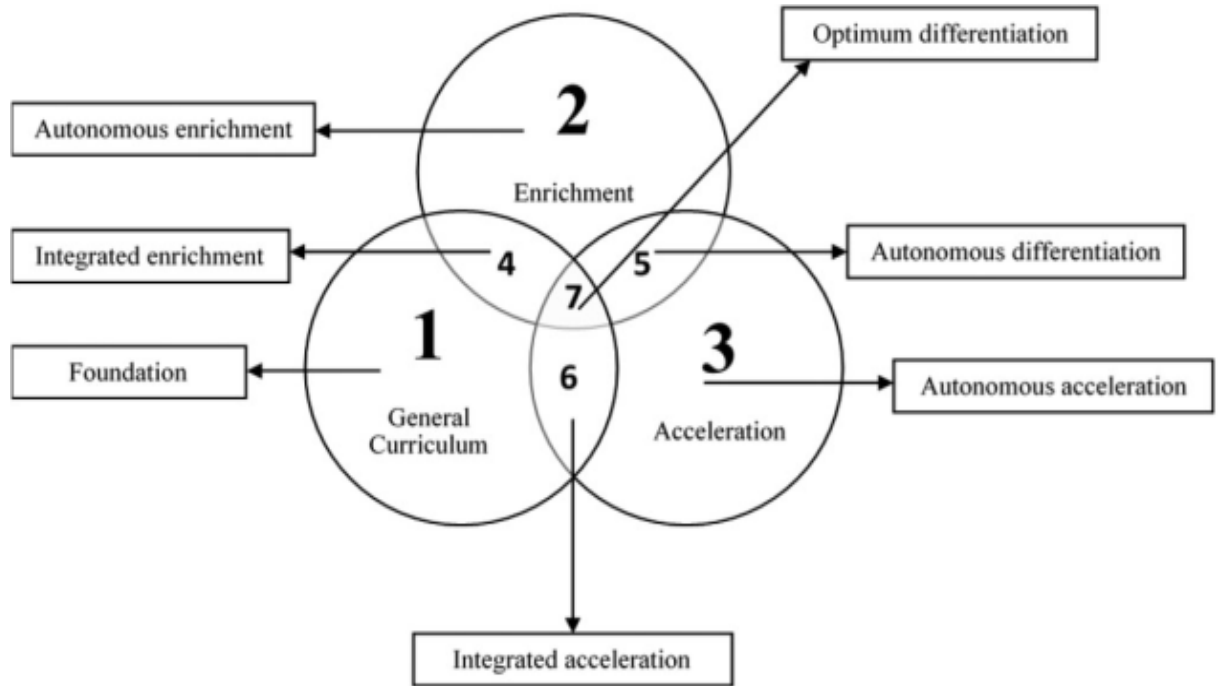 Optimum differentiation
2
Autonomous enrichment
Enrichment
Integrated enrichment
4
5
Autonomous differentiation
7
1
3
Foundation
6
Autonomous acceleration
General
Curriculum
Acceleration
Integrated acceleration